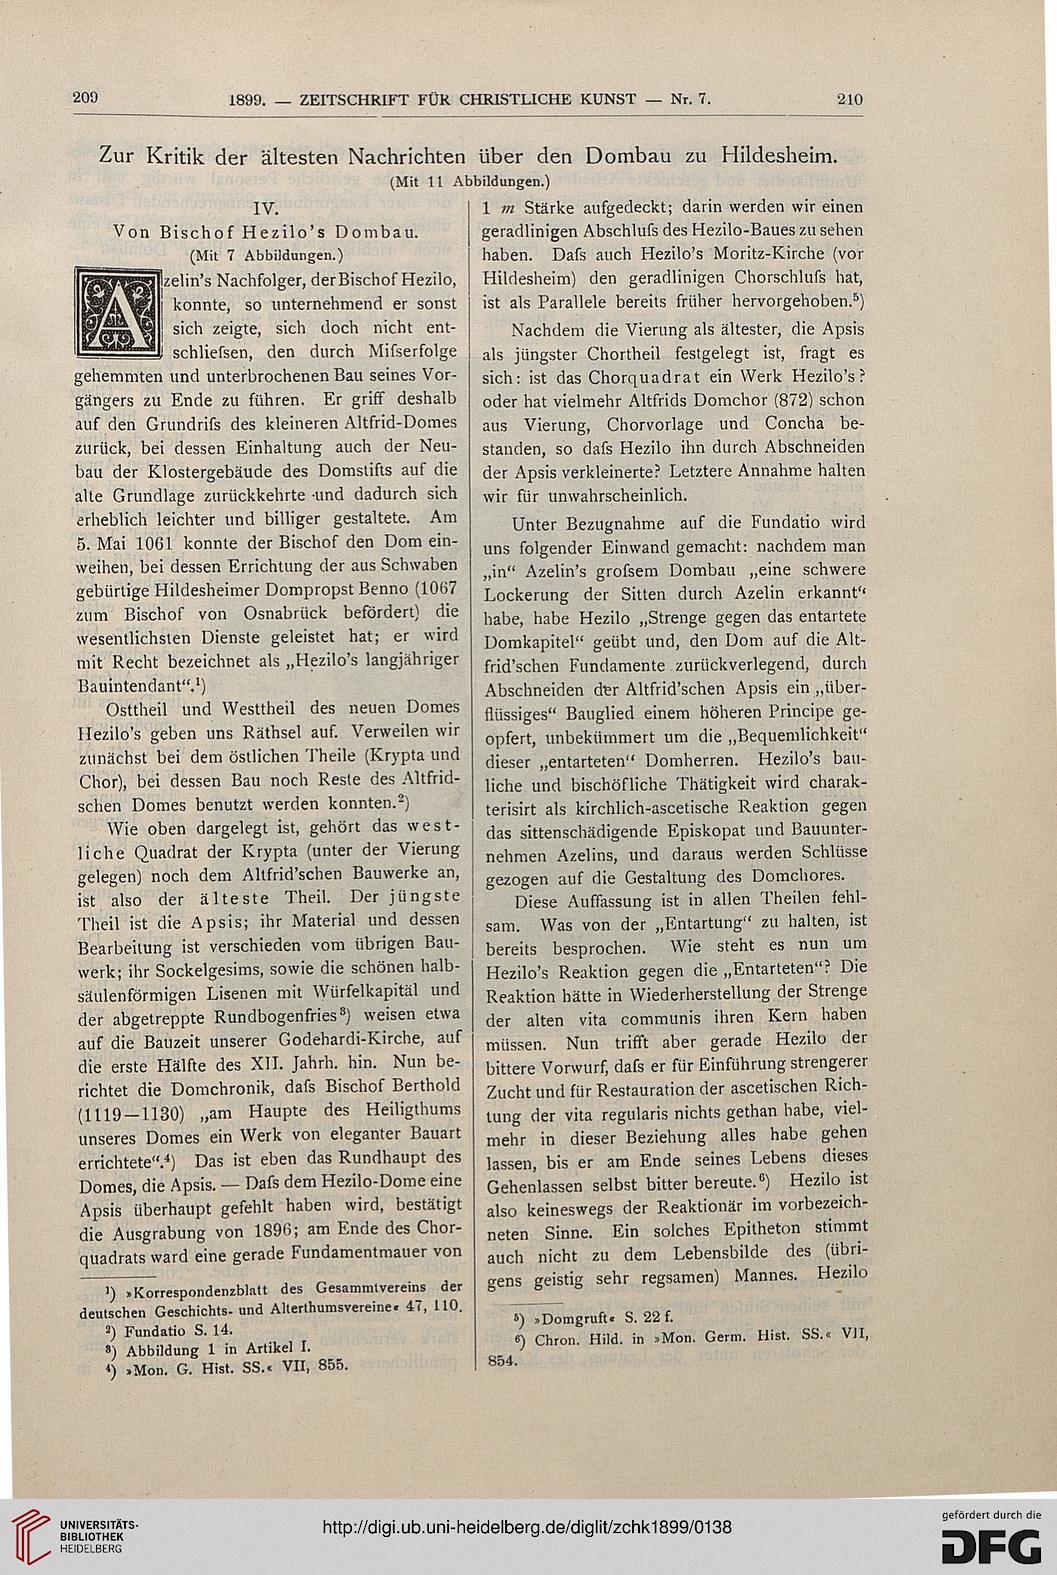 209
1899. — ZEITSCHRIFT FÜR CHRISTLICHE KUNST — Nr. 7.
210
Zur Kritik der ältesten Nachrichten über den Dombau zu Hildesheim.
(Mit 11 Abbildungen.)
IV.
Von Bischof Hezilo's Dombau.
(Mit 7 Abbildungen.)
Azelin's Nachfolger, der Bischof Hezilo,
konnte, so unternehmend er sonst
sich zeigte, sich doch nicht ent-
schliefsen, den durch Mifserfolge
gehemmten und unterbrochenen Bau seines Vor-
gängers zu Ende zu führen. Er griff deshalb
auf den Grundrifs des kleineren Altfrid-Domes
zurück, bei dessen Einhaltung auch der Neu-
bau der Klostergebäude des Domstifts auf die
alte Grundlage zurückkehrte und dadurch sich
erheblich leichter und billiger gestaltete. Am
5. Mai 1061 konnte der Bischof den Dom ein-
weihen, bei dessen Errichtung der aus Schwaben
gebürtige Hildesheimer Dompropst Benno (1067
zum Bischof von Osnabrück befördert) die
wesentlichsten Dienste geleistet hat; er wird
mit Recht bezeichnet als „Hezilo's langjähriger
Bauintendant“.¹)
Osttheil und Westtheil des neuen Domes
Hezilo's geben uns Räthsel auf. Verweilen wir
zunächst bei dem östlichen Theile (Krypta und
Chor), bei dessen Bau noch Reste des Altfrid-
schen Domes benutzt werden konnten.²)
Wie oben dargelegt ist, gehört das west-
liche Quadrat der Krypta (unter der Vierung
gelegen) noch dem Altfrid'schen Bauwerke an,
ist also der älteste Theil. Der jüngste
Theil ist die Apsis; ihr Material und dessen
Bearbeitung ist verschieden vom übrigen Bau-
werk; ihr Sockelgesims, sowie die schönen halb-
säulenförmigen Lisenen mit Würfelkapitäl und
der abgetreppte Rundbogenfries³) weisen etwa
auf die Bauzeit unserer Godehardi-Kirche, auf
die erste Hälfte des XII. Jahrh. hin. Nun be-
richtet die Domchronik, dafs Bischof Berthold
(1119—1130) „am Haupte des Heiligthums
unseres Domes ein Werk von eleganter Bauart
errichtete“.⁴) Das ist eben das Rundhaupt des
Domes, die Apsis. — Dafs dem Hezilo-Dome eine
Apsis überhaupt gefehlt haben wird, bestätigt
die Ausgrabung von 1896; am Ende des Chor-
quadrats ward eine gerade Fundamentmauer von
¹) »Korrespondenzblatt des Gesammtvereins der
deutschen Geschichts- und Alterthumsvereine« 47, 110.
²) Fundatio S. 14.
³) Abbildung 1 in Artikel I.
⁴) »Mon. G. Hist. SS.« VII, 855.
1 m Stärke aufgedeckt; darin werden wir einen
geradlinigen Abschlufs des Hezilo-Baues zu sehen
haben. Dafs auch Hezilo's Moritz-Kirche (vor
Hildesheim) den geradlinigen Chorschlufs hat,
ist als Parallele bereits früher hervorgehoben.⁵)
Nachdem die Vierung als ältester, die Apsis
als jüngster Chortheil festgelegt ist, fragt es
sich: ist das Chorquadrat ein Werk Hezilo's?
oder hat vielmehr Altfrids Domchor (872) schon
aus Vierung, Chorvorlage und Concha be-
standen, so dafs Hezilo ihn durch Abschneiden
der Apsis verkleinerte? Letztere Annahme halten
wir für unwahrscheinlich.
Unter Bezugnahme auf die Fundatio wird
uns folgender Einwand gemacht: nachdem man
„in“ Azelin's grofsem Dombau „eine schwere
Lockerung der Sitten durch Azelin erkannt“
habe, habe Hezilo „Strenge gegen das entartete
Domkapitel“ geübt und, den Dom auf die Alt-
frid'schen Fundamente zurückverlegend, durch
Abschneiden der Altfrid'schen Apsis ein „über-
flüssiges“ Bauglied einem höheren Principe ge-
opfert, unbekümmert um die „Bequemlichkeit“
dieser „entarteten“ Domherren. Hezilo's bau-
liche und bischöfliche Thätigkeit wird charak-
terisirt als kirchlich-ascetische Reaktion gegen
das sittenschädigende Episkopat und Bauunter-
nehmen Azelins, und daraus werden Schlüsse
gezogen auf die Gestaltung des Domchores.
Diese Auffassung ist in allen Theilen fehl-
sam. Was von der „Entartung“ zu halten, ist
bereits besprochen. Wie steht es nun um
Hezilo's Reaktion gegen die „Entarteten“? Die
Reaktion hätte in Wiederherstellung der Strenge
der alten vita communis ihren Kern haben
müssen. Nun trifft aber gerade Hezilo der
bittere Vorwurf, dafs er für Einführung strengerer
Zucht und für Restauration der ascetischen Rich-
tung der vita regularis nichts gethan habe, viel-
mehr in dieser Beziehung alles habe gehen
lassen, bis er am Ende seines Lebens dieses
Gehenlassen selbst bitter bereute.⁶) Hezilo ist
also keineswegs der Reaktionär im vorbezeich-
neten Sinne. Ein solches Epitheton stimmt
auch nicht zu dem Lebensbilde des (übri-
gens geistig sehr regsamen) Mannes. Hezilo
⁵) »Domgruft« S. 22 f.
⁶) Chron. Hild. in »Mon. Germ. Hist. SS.« VII,
854.
UNIVERSITÄTS-
BIBLIOTHEK
HEIDELBERG
http://digi.ub.uni-heidelberg.de/diglit/zchk1899/0138
gefördert durch die
DFG